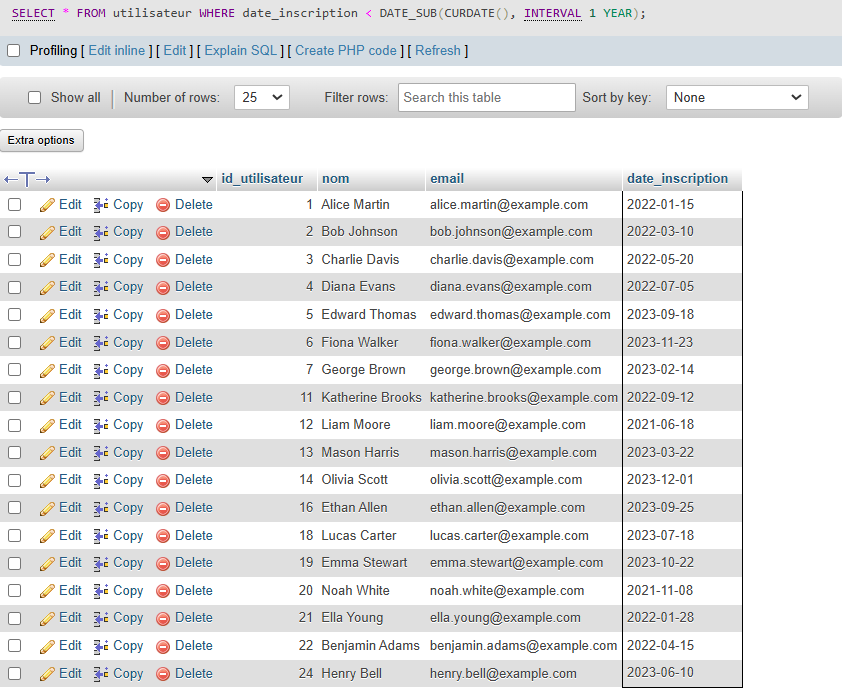 SELECT * FROM utilisateur WHERE date_inscription < DATE_SUB(CURDATE(), INTERVAL 1 YEAR);
Profiling [ Edit inline ] [ Edit ] [ Explain SQL ] [ Create PHP code ] [ Refresh ]
Show all Number of rows: 25 Filter rows: Search this table Sort by key: None
Extra options
←T→ id_utilisateur nom email date_inscription
Edit Copy Delete 1 Alice Martin alice.martin@example.com 2022-01-15
Edit Copy Delete 2 Bob Johnson bob.johnson@example.com 2022-03-10
Edit Copy Delete 3 Charlie Davis charlie.davis@example.com 2022-05-20
Edit Copy Delete 4 Diana Evans diana.evans@example.com 2022-07-05
Edit Copy Delete 5 Edward Thomas edward.thomas@example.com 2023-09-18
Edit Copy Delete 6 Fiona Walker fiona.walker@example.com 2023-11-23
Edit Copy Delete 7 George Brown george.brown@example.com 2023-02-14
Edit Copy Delete 11 Katherine Brooks katherine.brooks@example.com 2022-09-12
Edit Copy Delete 12 Liam Moore liam.moore@example.com 2021-06-18
Edit Copy Delete 13 Mason Harris mason.harris@example.com 2023-03-22
Edit Copy Delete 14 Olivia Scott olivia.scott@example.com 2023-12-01
Edit Copy Delete 16 Ethan Allen ethan.allen@example.com 2023-09-25
Edit Copy Delete 18 Lucas Carter lucas.carter@example.com 2023-07-18
Edit Copy Delete 19 Emma Stewart emma.stewart@example.com 2023-10-22
Edit Copy Delete 20 Noah White noah.white@example.com 2021-11-08
Edit Copy Delete 21 Ella Young ella.young@example.com 2022-01-28
Edit Copy Delete 22 Benjamin Adams benjamin.adams@example.com 2022-04-15
Edit Copy Delete 24 Henry Bell henry.bell@example.com 2023-06-10